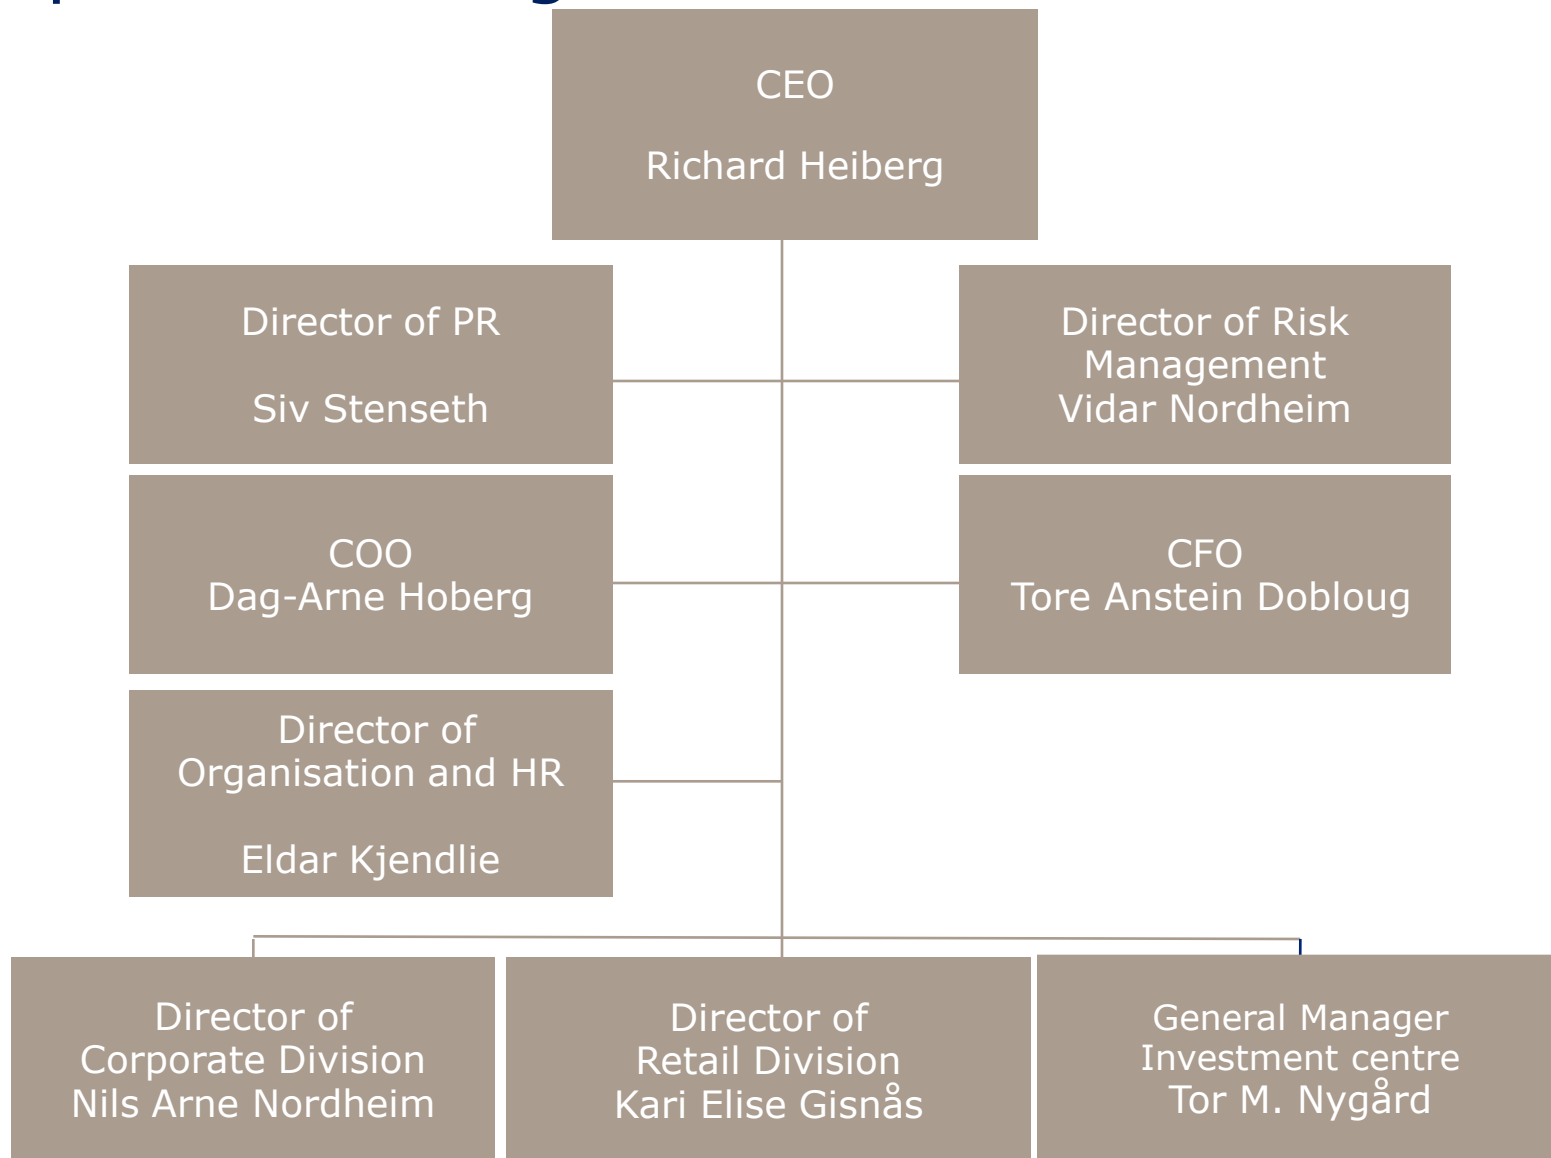 CEO
Richard Heiberg
Director of PR
Siv Stenseth
Director of Risk
Management
Vidar Nordheim
COO
Dag-Arne Hoberg
CFO
Tore Anstein Dobloug
Director of
Organisation and HR
Eldar Kjendlie
Director of
Corporate Division
Nils Arne Nordheim
Director of
Retail Division
Kari Elise Gisnås
General Manager
Investment centre
Tor M. Nygård